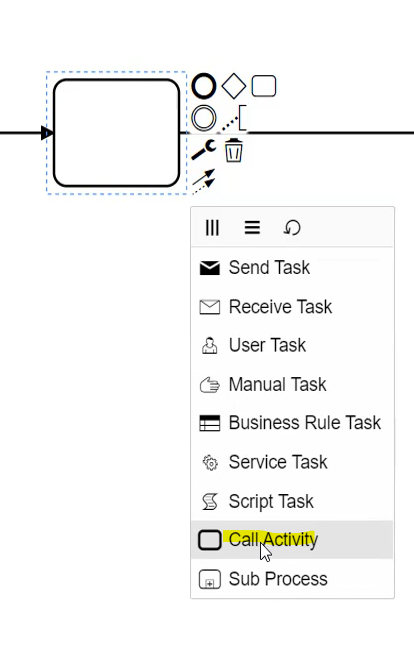 Send Task
Receive Task
User Task
Manual Task
Business Rule Task
Service Task
Script Task
Call Activity
Sub Process